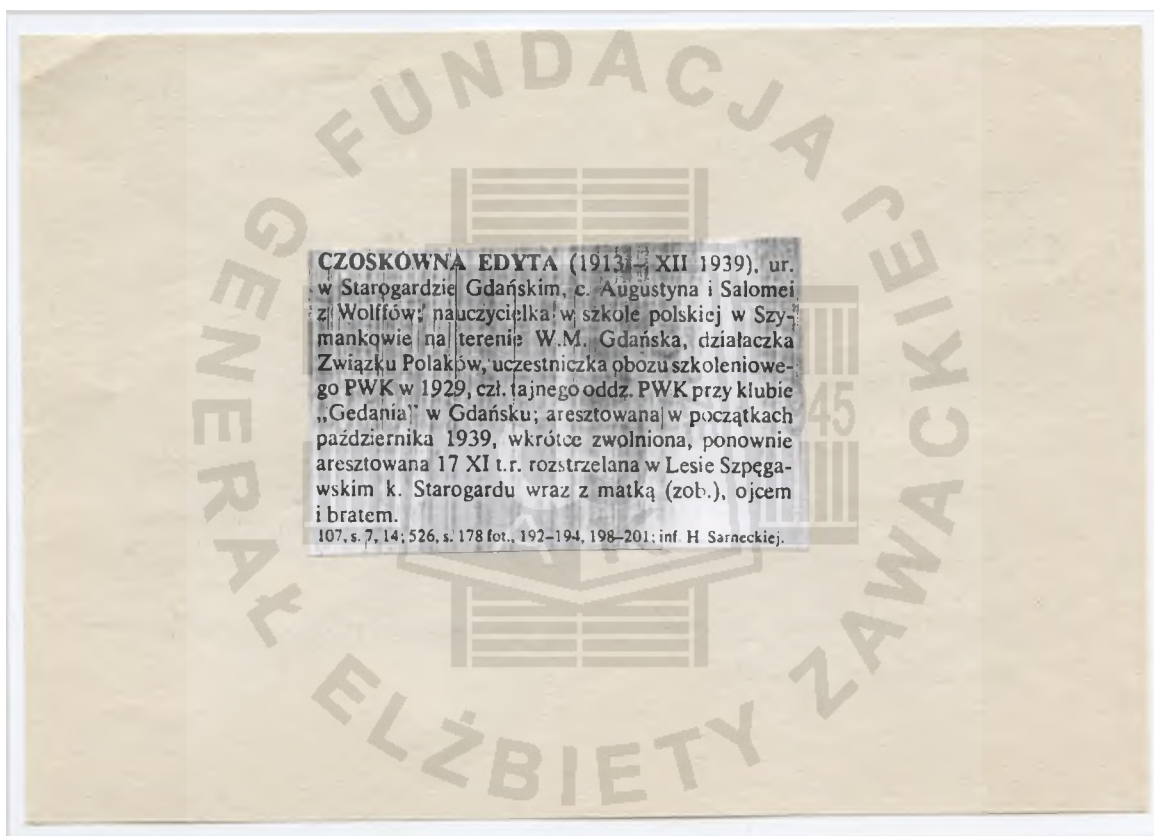 CZOSKÓWNA EDYTA (1913 – XII 1939), ur.
w Starogardzie Gdańskim, c. Augustyna i Salomei
z Wolffów; nauczycielka w szkole polskiej w Szy-
mankowie na terenie W.M. Gdańska, działaczka
Związku Polaków, uczestniczka obozu szkoleniowe-
go PWK w 1929, czł. tajnego oddz. PWK przy klubie
„Gedania" w Gdańsku; aresztowana w początkach
października 1939, wkrótce zwolniona, ponownie
aresztowana 17 XI t.r. rozstrzelana w Lesie Szpęga-
wskim k. Starogardu wraz z matką (zob.), ojcem
i bratem.
107, s. 7, 14; 526, s. 178 fot., 192–194, 198–201; inf. H. Sarneckiej.
FUNDACJA
GENERAŁ ELŻBIETY ZAWACKIEJ
45